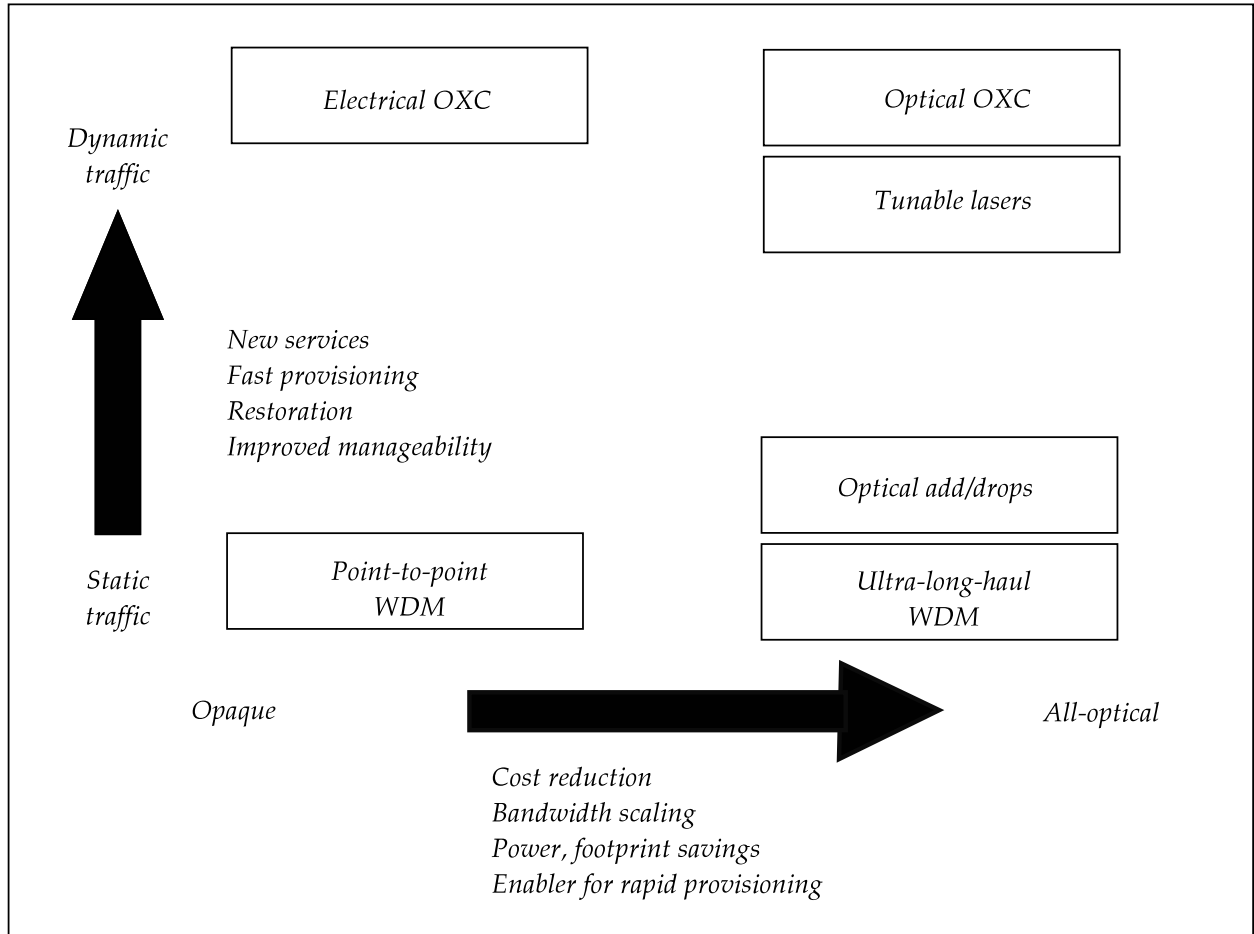 Electrical OXC
Optical OXC
Dynamic
traffic
Tunable lasers
New services
Fast provisioning
Restoration
Improved manageability
Optical add/drops
Static
traffic
Point-to-point
WDM
Ultra-long-haul
WDM
Opaque
All-optical
Cost reduction
Bandwidth scaling
Power, footprint savings
Enabler for rapid provisioning